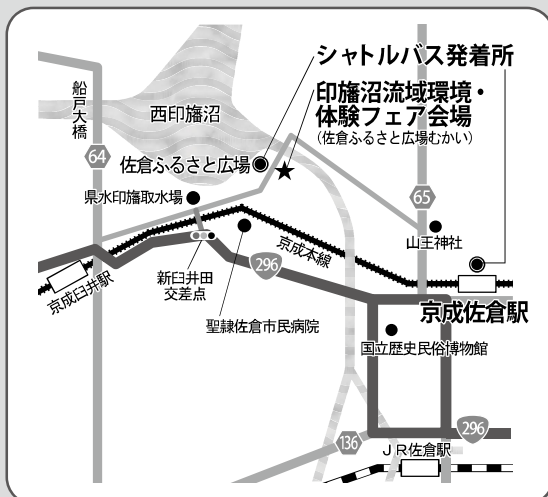 シャトルバス発着所
印旛沼流域環境・
体験フェア会場
(佐倉ふるさと広場むかい)
船戸大橋
西印旛沼
64
佐倉ふるさと広場
県水印旛取水場
65
山王神社
新臼井田
交差点
296
京成本線
京成臼井駅
聖隷佐倉市民病院
京成佐倉駅
国立歴史民俗博物館
296
136
JR佐倉駅